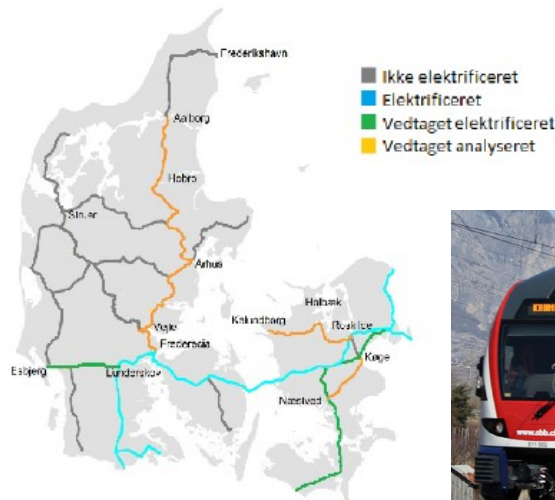 Frederikshavn
Ikke elektrificeret
Elektrificeret
Vedtaget elektrificeret
Vedtaget analyseret
Aalborg
Hobro
Struer
Århus
Holbæk
Kalundborg
Roskilde
Vejle
Fredericia
Køge
Esbjerg
Lunderskov
Næstved